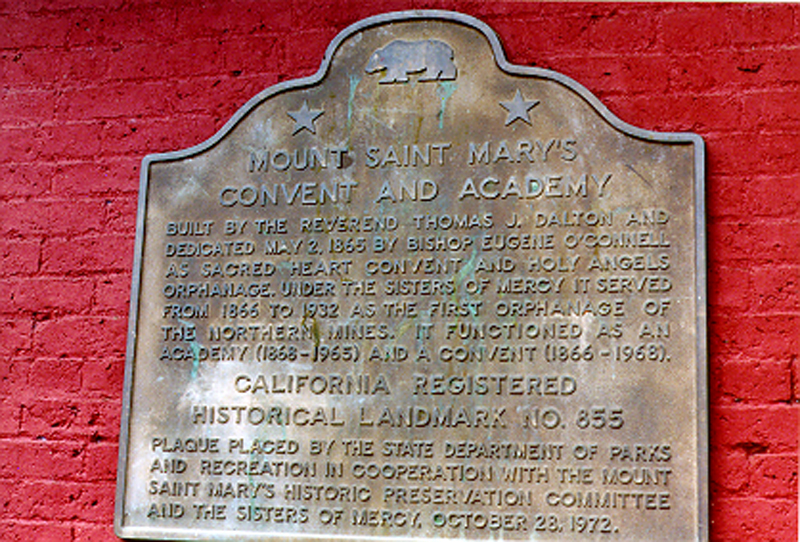 MOUNT SAINT MARY'S
CONVENT AND ACADEMY
BUILT BY THE REVEREND THOMAS J. DALTON AND
DEDICATED MAY 2, 1865 BY BISHOP EUGENE O'CONNELL
AS SACRED HEART CONVENT AND HOLY ANGELS
ORPHANAGE. UNDER THE SISTERS OF MERCY IT SERVED
FROM 1866 TO 1932 AS THE FIRST ORPHANAGE OF
THE NORTHERN MINES. IT FUNCTIONED AS AN
ACADEMY (1868-1965) AND A CONVENT (1866-1968).
CALIFORNIA REGISTERED
HISTORICAL LANDMARK NO. 855
PLAQUE PLACED BY THE STATE DEPARTMENT OF PARKS
AND RECREATION IN COOPERATION WITH THE MOUNT
SAINT MARY'S HISTORIC PRESERVATION COMMITTEE
AND THE SISTERS OF MERCY, OCTOBER 28, 1972.